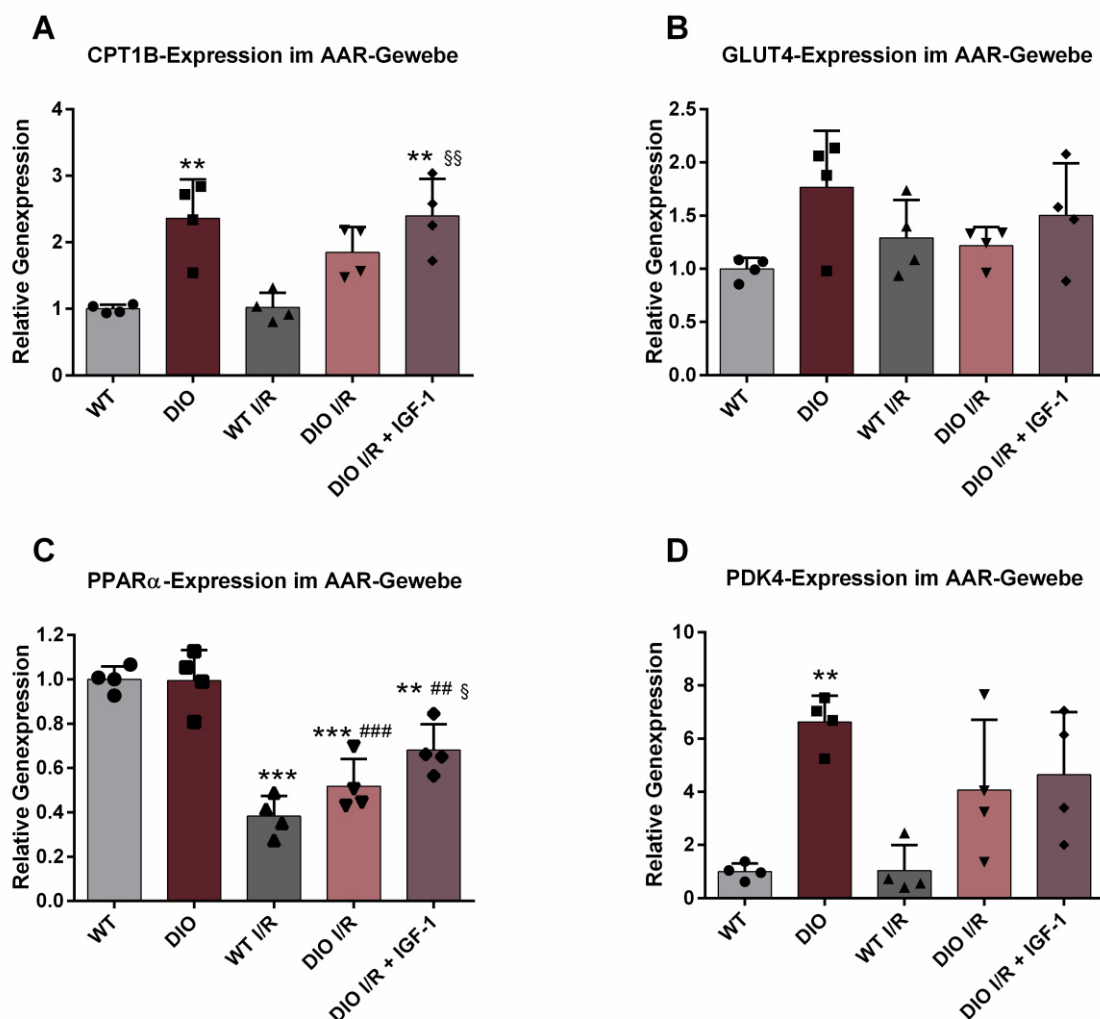 A
CPT1B-Expression im AAR-Gewebe
Relative Genexpression
4
3
2
1
0
**
** §§
WT
DIO
WT I/R
DIO I/R
DIO I/R + IGF-1
B
GLUT4-Expression im AAR-Gewebe
Relative Genexpression
2.5
2.0
1.5
1.0
0.5
0.0
WT
DIO
WT I/R
DIO I/R
DIO I/R + IGF-1
C
PPARα-Expression im AAR-Gewebe
Relative Genexpression
1.2
1.0
0.8
0.6
0.4
0.2
0.0
***
*** ###
** ## §
WT
DIO
WT I/R
DIO I/R
DIO I/R + IGF-1
D
PDK4-Expression im AAR-Gewebe
Relative Genexpression
10
8
6
4
2
0
**
WT
DIO
WT I/R
DIO I/R
DIO I/R + IGF-1